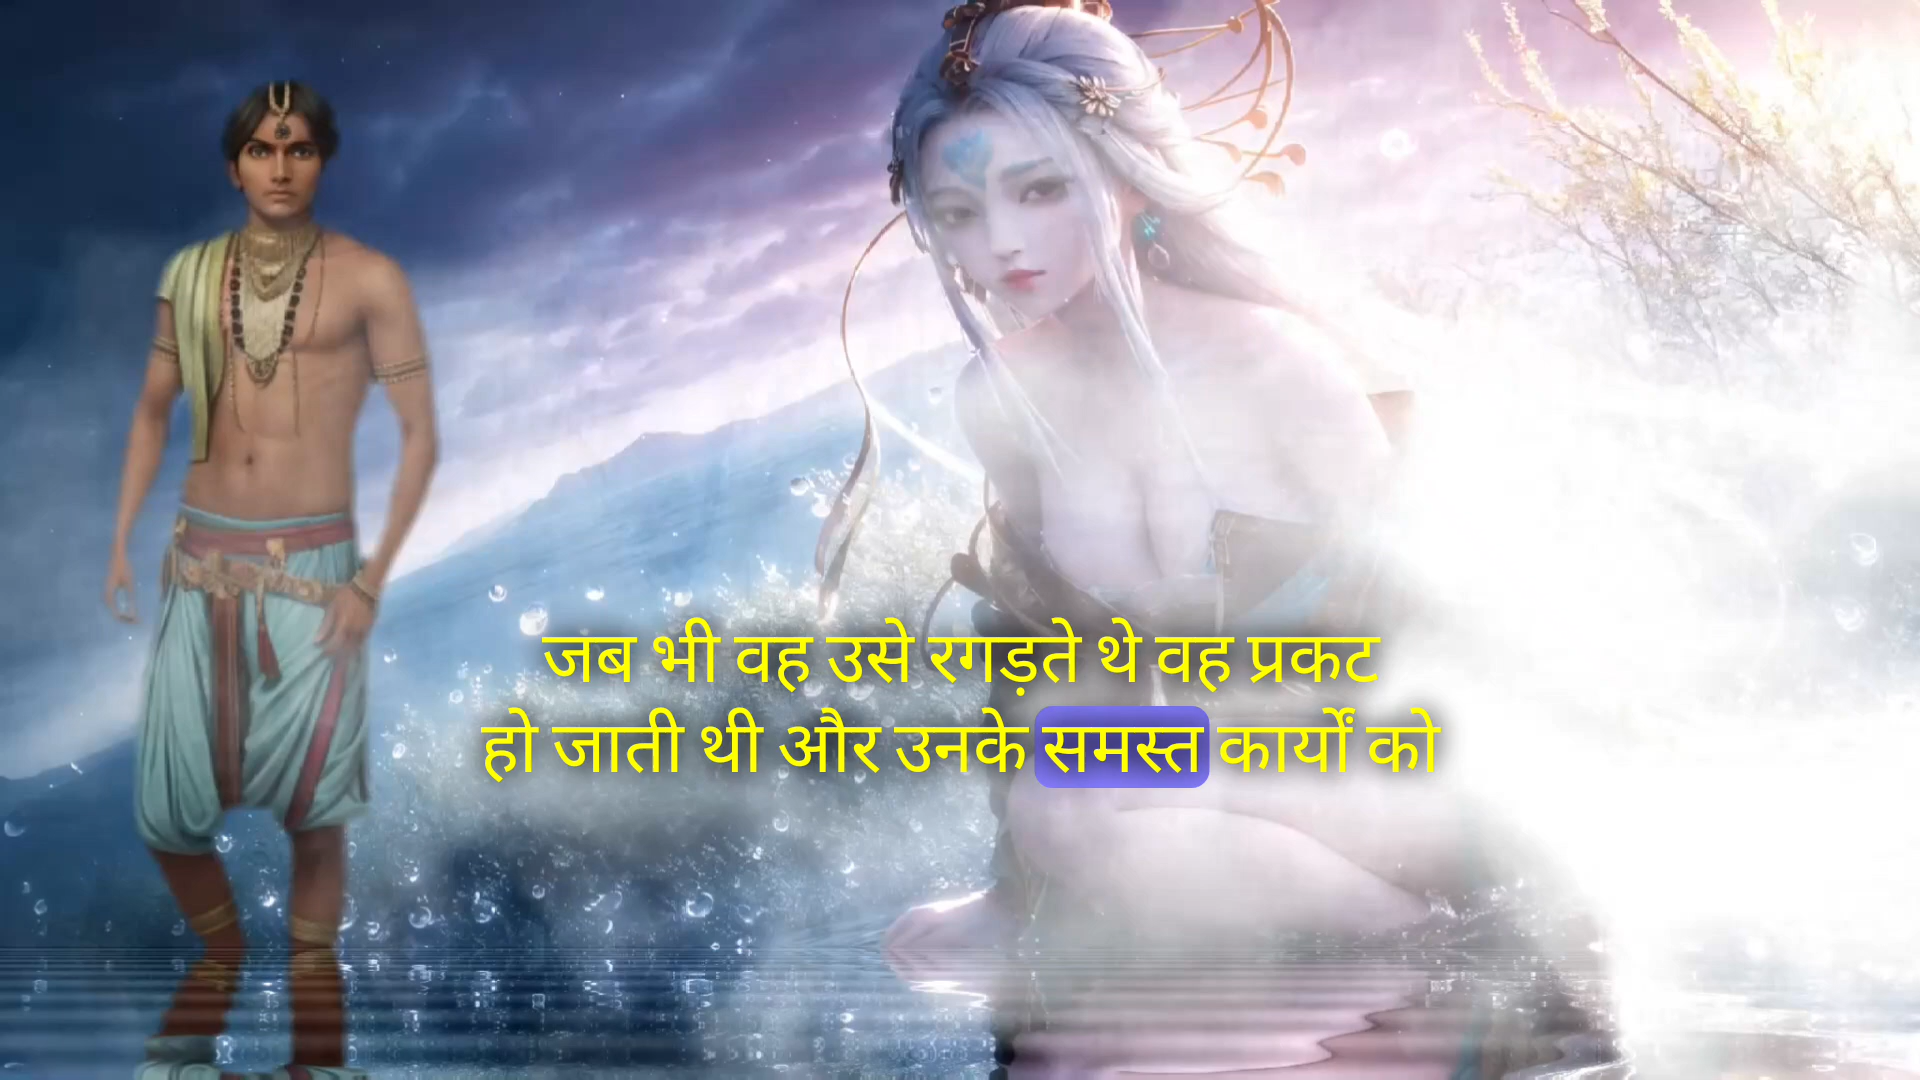 जब भी वह उसे रगड़ते थे वह प्रकट
हो जाती थी और उनके समस्त कार्यों को